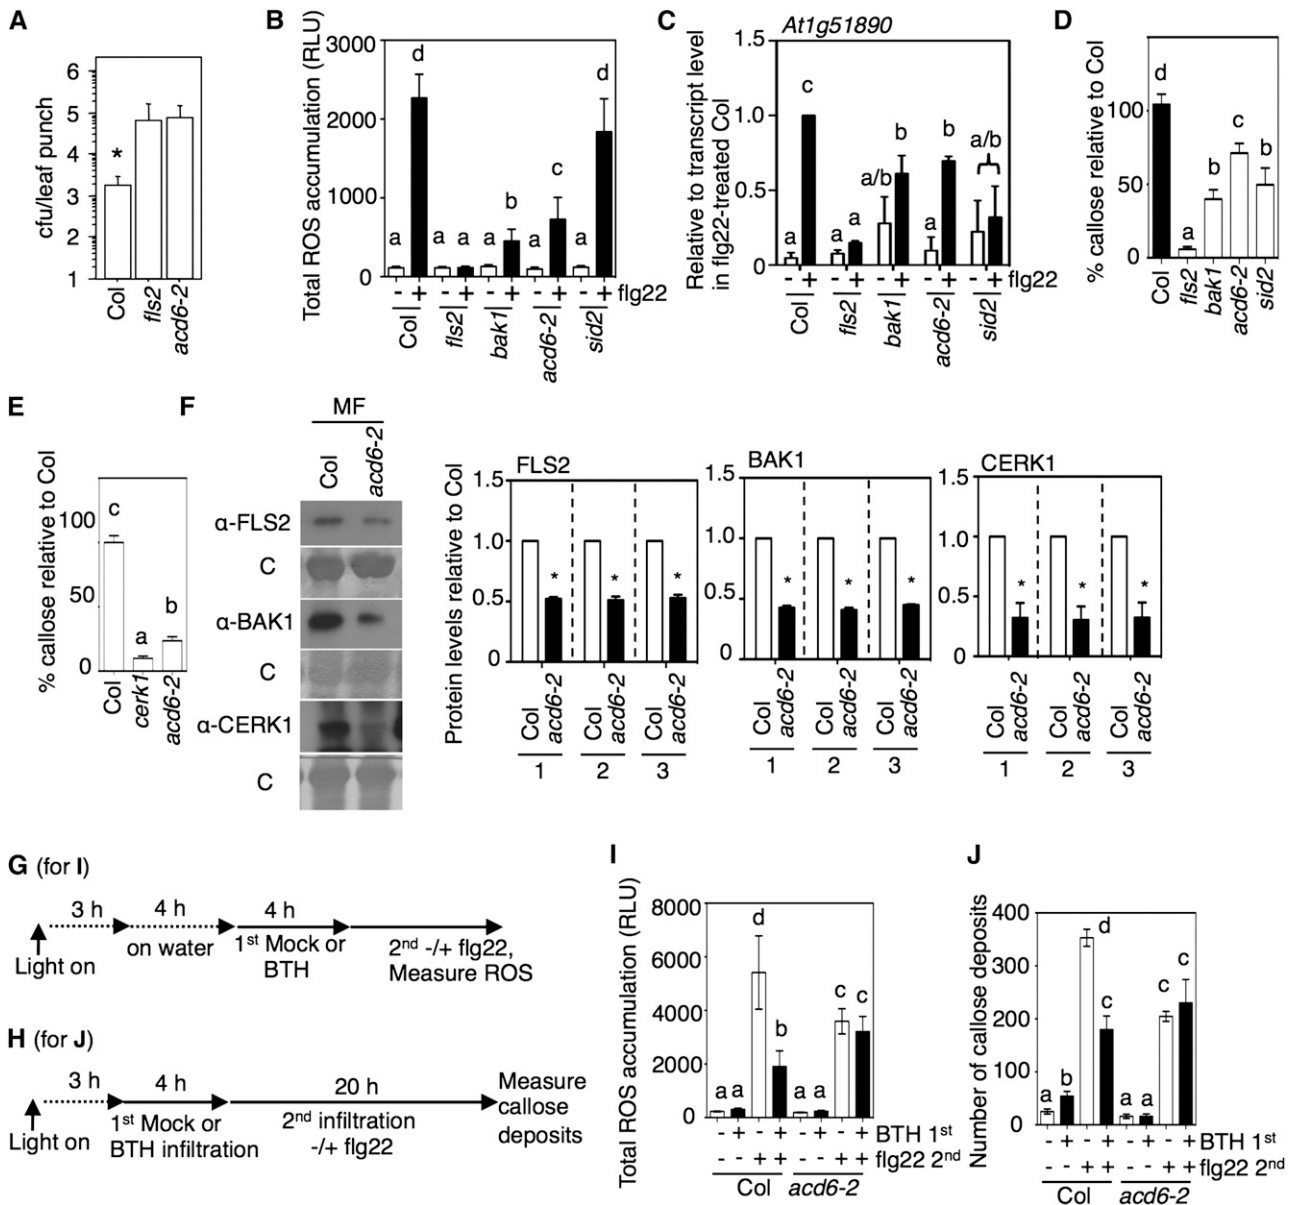 A
cfu/leaf punch
6
5
4
3
2
1
*
Col
fls2
acd6-2
B
Total ROS accumulation (RLU)
3000
2000
1000
0
a d a a a b a c a d
- + - + - + - + - + flg22
Col
fls2
bak1
acd6-2
sid2
C
At1g51890
Relative to transcript level
in flg22-treated Col
1.5
1.0
0.5
0
a c a a a/b b a b a/b
- + - + - + - + - + flg22
Col
fls2
bak1
acd6-2
sid2
D
% callose relative to Col
100
50
0
d a b c b
Col
fls2
bak1
acd6-2
sid2
E
% callose relative to Col
100
50
0
c a b
Col
cerk1
acd6-2
F
MF
Col
acd6-2
α-FLS2
C
α-BAK1
C
α-CERK1
C
Protein levels relative to Col
FLS2
1.5
1.0
0.5
0
* * *
Col acd6-2 Col acd6-2 Col acd6-2
1 2 3
BAK1
1.5
1.0
0.5
0
* * *
Col acd6-2 Col acd6-2 Col acd6-2
1 2 3
CERK1
1.5
1.0
0.5
0
* * *
Col acd6-2 Col acd6-2 Col acd6-2
1 2 3
G (for I)
3 h 4 h 4 h
Light on
on water
1st Mock or
BTH
2nd -/+ flg22,
Measure ROS
H (for J)
3 h 4 h 20 h
Light on
1st Mock or
BTH infiltration
2nd infiltration
-/+ flg22
Measure
callose
deposits
I
Total ROS accumulation (RLU)
8000
6000
4000
2000
0
a a d b a a c c
- + - + - + - + BTH 1st
- - + + - - + + flg22 2nd
Col acd6-2
J
Number of callose deposits
400
300
200
100
0
a b d c a a c c
- + - + - + - + BTH 1st
- - + + - - + + flg22 2nd
Col acd6-2